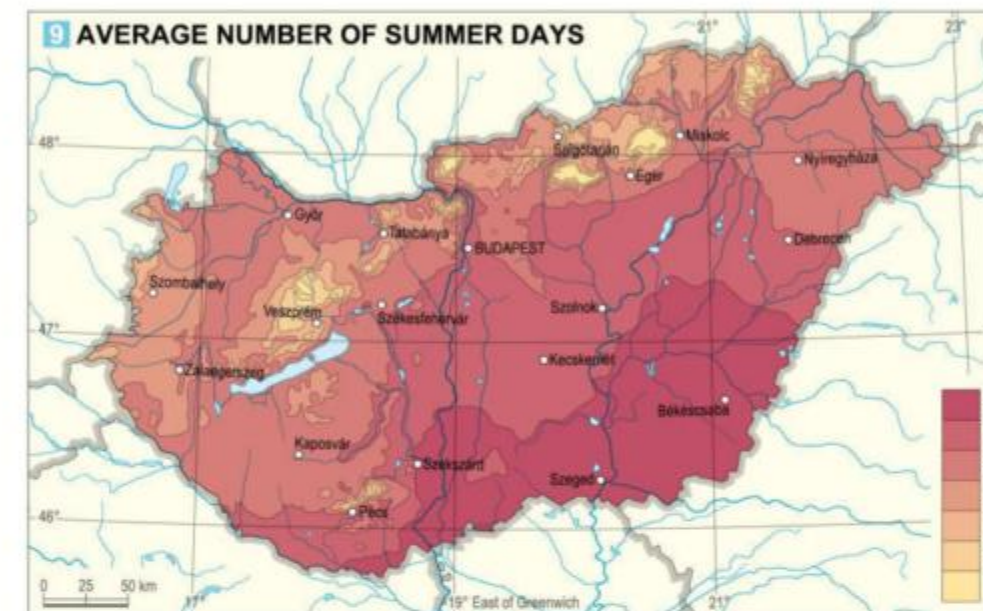 9 AVERAGE NUMBER OF SUMMER DAYS
21°
23°
48°
Salgótarján
Miskolc
Eger
Nyíregyháza
Győr
Tatabánya
BUDAPEST
Debrecen
Szombathely
Veszprém
Székesfehérvár
Szolnok
47°
Zalaegerszeg
Kecskemét
Békéscsaba
Kaposvár
Szekszárd
Szeged
46°
Pécs
0 25 50 km
17°
19° East of Greenwich
21°